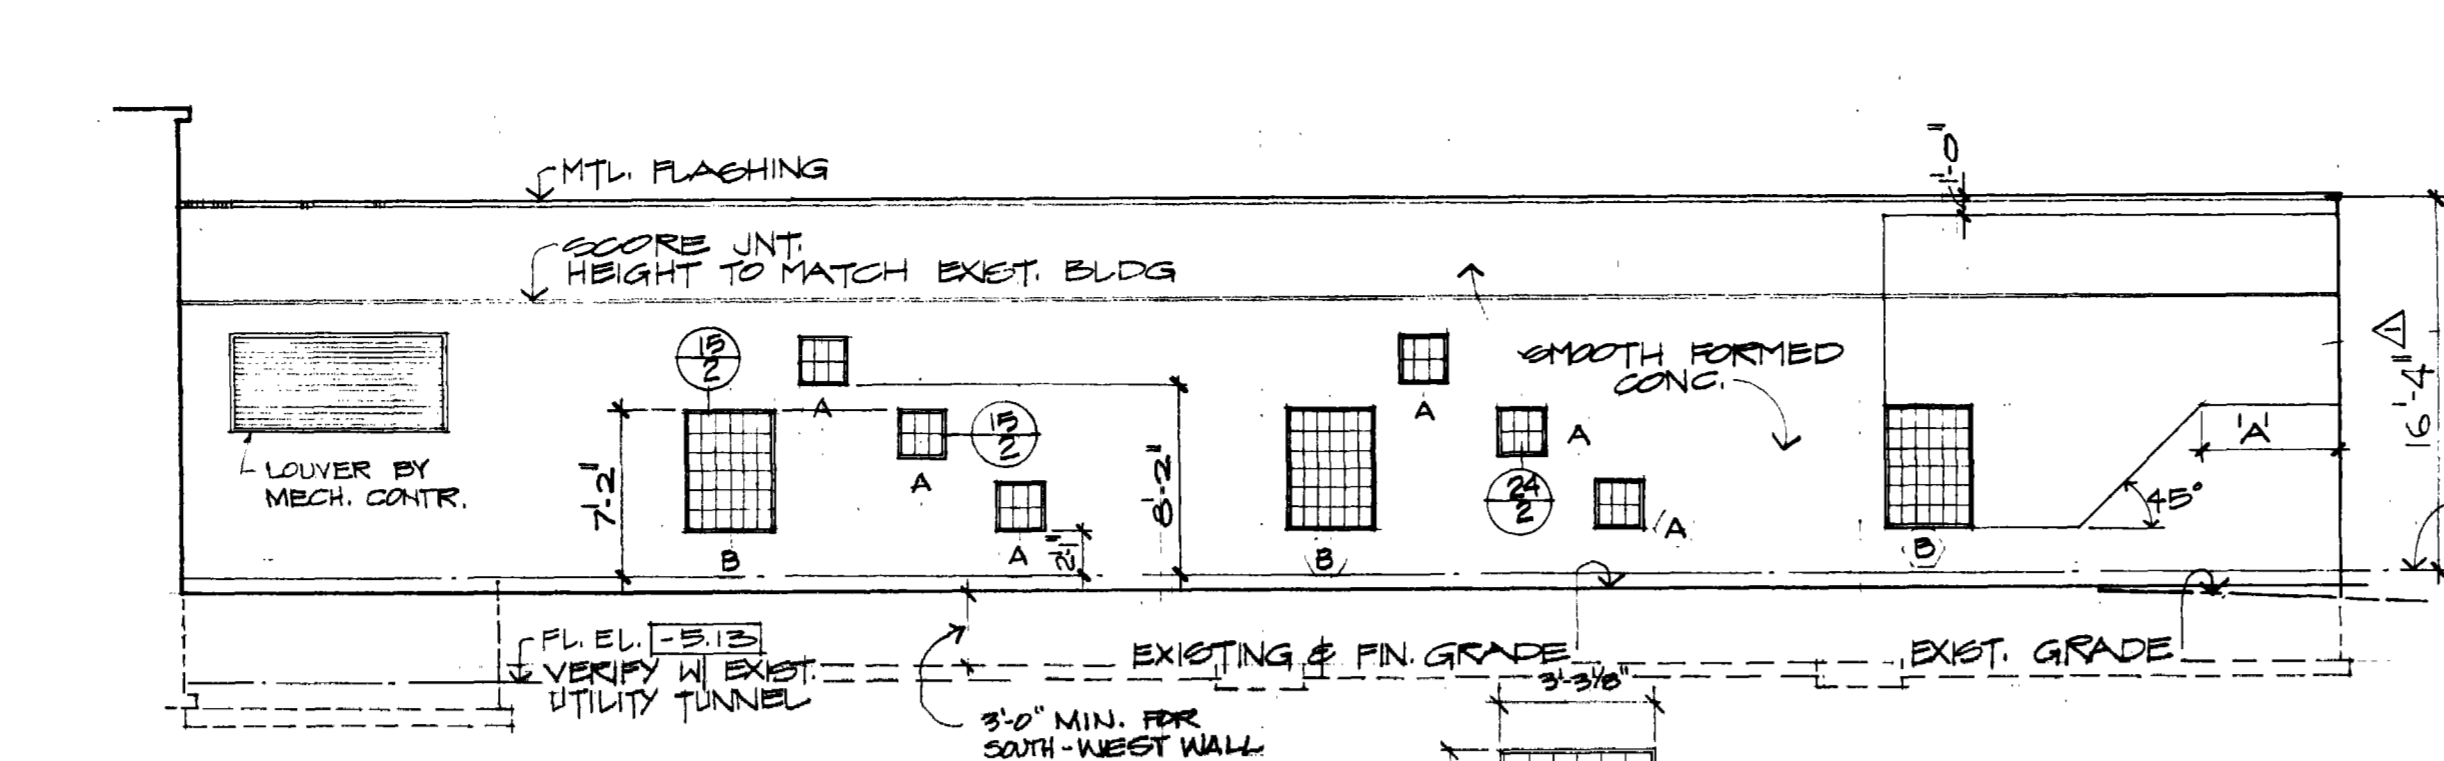 1'-0"
MTL. FLASHING
SCORE JNT.
HEIGHT TO MATCH EXIST. BLDG
15
2
A
15
2
A
A
B
7'-2"
8'-2"
2'-1"
LOUVER BY
MECH. CONTR.
A
A
24
2
A
B
SMOOTH FORMED
CONC.
B
'A'
45°
1
16'-4"
FL. EL. -5.13
VERIFY W/ EXIST.
UTILITY TUNNEL
EXISTING & FIN. GRADE
EXIST. GRADE
3'-0" MIN. FOR
SOUTH-WEST WALL
3'-3⅛"